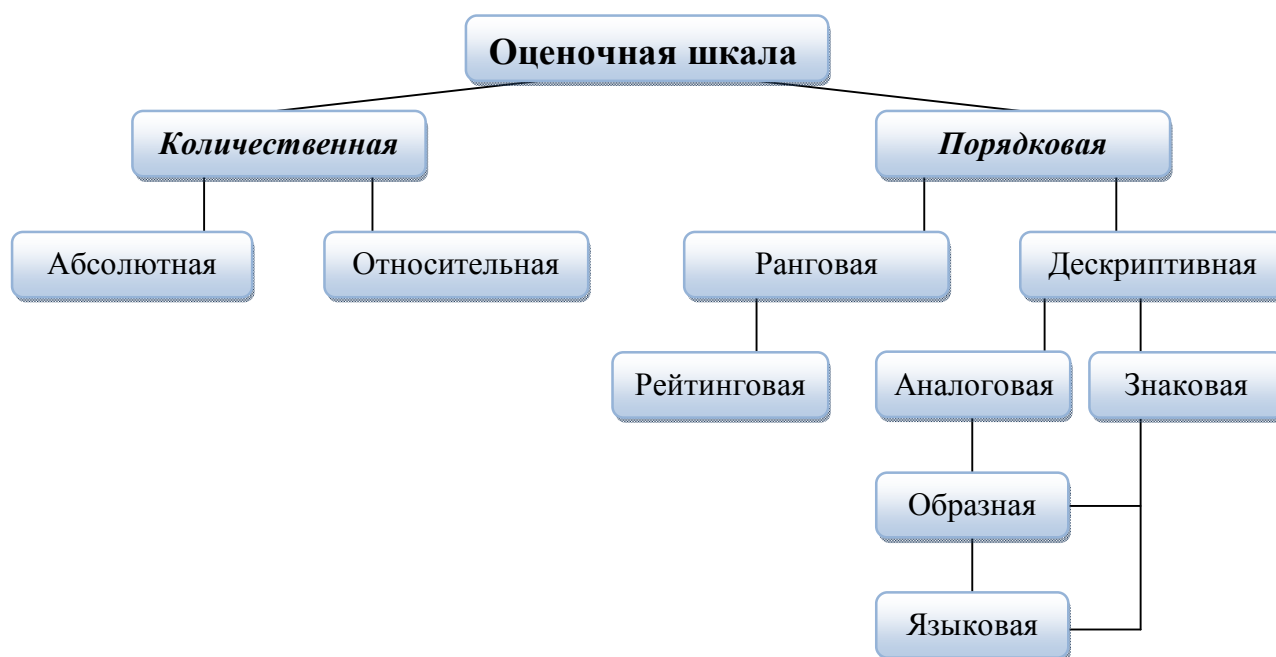 Оценочная шкала
Количественная
Порядковая
Абсолютная
Относительная
Ранговая
Дескриптивная
Рейтинговая
Аналоговая
Знаковая
Образная
Языковая